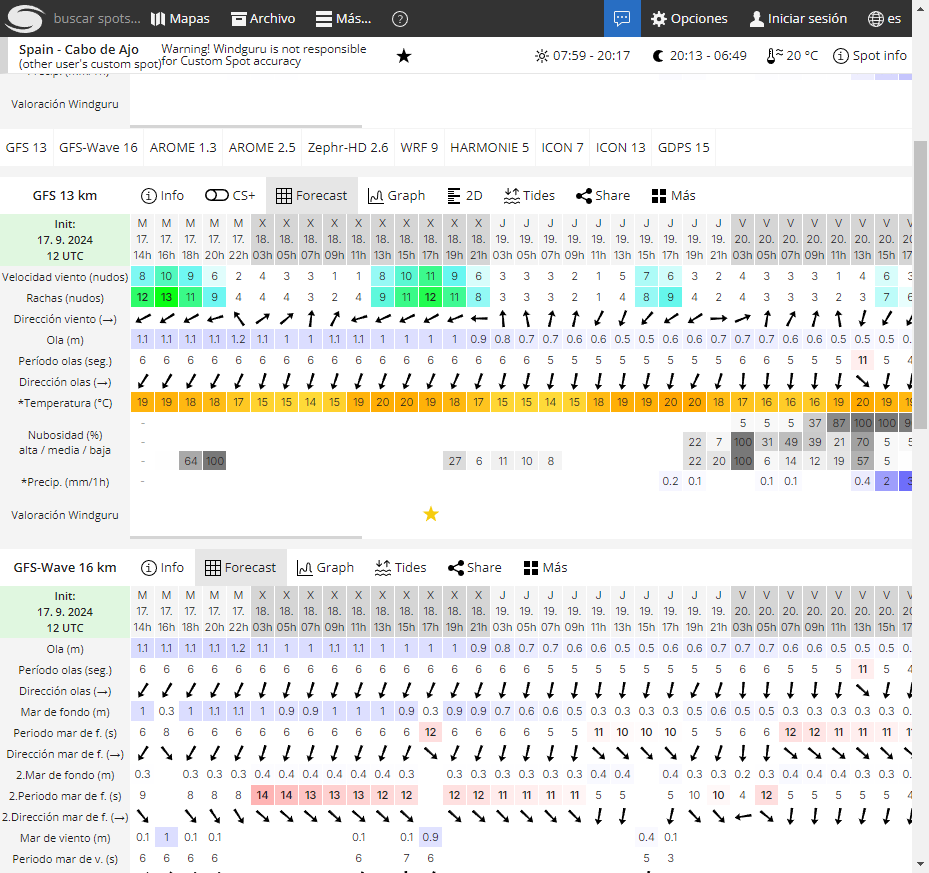 buscar spots...
Mapas
Archivo
Más...
?
Opciones
Iniciar sesión
es
Spain - Cabo de Ajo
(other user's custom spot)
Warning! Windguru is not responsible
for Custom Spot accuracy
07:59 - 20:17
20:13 - 06:49
20 °C
Spot info
Valoración Windguru
GFS 13 GFS-Wave 16 AROME 1.3 AROME 2.5 Zephr-HD 2.6 WRF 9 HARMONIE 5 ICON 7 ICON 13 GDPS 15
GFS 13 km Info CS+ Forecast Graph 2D Tides Share Más
Init: M M M M M X X X X X X X X X X J J J J J J J J J J V V V V V V V V
17. 9. 2024 17. 17. 17. 17. 17. 18. 18. 18. 18. 18. 18. 18. 18. 18. 18. 19. 19. 19. 19. 19. 19. 19. 19. 19. 19. 20. 20. 20. 20. 20. 20. 20.
12 UTC 14h 16h 18h 20h 22h 03h 05h 07h 09h 11h 13h 15h 17h 19h 21h 03h 05h 07h 09h 11h 13h 15h 17h 19h 21h 03h 05h 07h 09h 11h 13h 15h
Velocidad viento (nudos) 8 10 9 6 2 4 3 3 1 1 8 10 11 9 6 3 3 3 2 1 5 7 6 3 2 4 3 3 3 1 4 6
Rachas (nudos) 12 13 11 9 4 4 4 3 2 4 9 11 12 11 8 3 3 3 2 1 4 8 9 4 2 4 3 3 3 2 3 7
Dirección viento (→)
Ola (m) 1.1 1.1 1.1 1.1 1.2 1.1 1 1 1.1 1.1 1 1 1 1 0.9 0.8 0.7 0.7 0.6 0.6 0.5 0.5 0.6 0.6 0.7 0.7 0.7 0.6 0.6 0.5 0.5 0.5
Período olas (seg.) 6 6 6 6 6 6 6 6 6 6 6 6 6 6 6 6 5 5 5 5 5 5 5 5 5 6 6 5 5 5 11 5 4
Dirección olas (→)
*Temperatura (°C) 19 19 18 18 17 15 15 14 15 19 20 20 19 18 17 15 15 14 15 18 19 20 20 18 17 16 16 16 19 20 19
Nubosidad (%)
alta / media / baja
- 5 5 5 37 87 100 100
- 22 7 100 31 49 39 21 70 5
- 64 100 27 6 11 10 8 22 20 100 6 14 12 19 57 5
*Precip. (mm/1h) - 0.2 0.1 0.1 0.1 0.4 2
Valoración Windguru
GFS-Wave 16 km Info Forecast Graph Tides Share Más
Init: M M M M M X X X X X X X X X X J J J J J J J J J J V V V V V V V V
17. 9. 2024 17. 17. 17. 17. 17. 18. 18. 18. 18. 18. 18. 18. 18. 18. 18. 19. 19. 19. 19. 19. 19. 19. 19. 19. 19. 20. 20. 20. 20. 20. 20. 20.
12 UTC 14h 16h 18h 20h 22h 03h 05h 07h 09h 11h 13h 15h 17h 19h 21h 03h 05h 07h 09h 11h 13h 15h 17h 19h 21h 03h 05h 07h 09h 11h 13h 15h
Ola (m) 1.1 1.1 1.1 1.1 1.2 1.1 1 1 1.1 1.1 1 1 1 1 0.9 0.8 0.7 0.7 0.6 0.6 0.5 0.5 0.6 0.6 0.7 0.7 0.7 0.6 0.6 0.5 0.5 0.5
Período olas (seg.) 6 6 6 6 6 6 6 6 6 6 6 6 6 6 6 6 5 5 5 5 5 5 5 5 5 6 6 5 5 5 11 5 4
Dirección olas (→)
Mar de fondo (m) 1 0.3 1 1.1 1.1 1 0.9 0.9 1 1 1 0.9 0.3 0.9 0.9 0.7 0.6 0.6 0.5 0.3 0.3 0.3 0.3 0.5 0.6 0.5 0.5 0.3 0.3 0.3 0.3 0.3
Periodo mar de f. (s) 6 8 6 6 6 6 6 6 6 6 6 6 12 6 6 6 6 5 5 11 10 10 10 5 5 6 6 12 12 11 11 11
Dirección mar de f. (→)
2.Mar de fondo (m) 0.3 0.3 0.3 0.3 0.4 0.4 0.4 0.4 0.4 0.4 0.3 0.3 0.3 0.3 0.3 0.3 0.3 0.4 0.4 0.4 0.3 0.3 0.2 0.3 0.4 0.4 0.4 0.3 0.3
2.Periodo mar de f. (s) 9 8 8 8 14 14 13 13 13 12 12 12 12 11 11 11 11 5 5 5 10 10 4 12 5 5 5 5 5
2.Dirección mar de f. (→)
Mar de viento (m) 0.1 1 0.1 0.1 0.1 0.1 0.9 0.4 0.1
Periodo mar de v. (s) 6 6 6 6 6 7 6 5 3